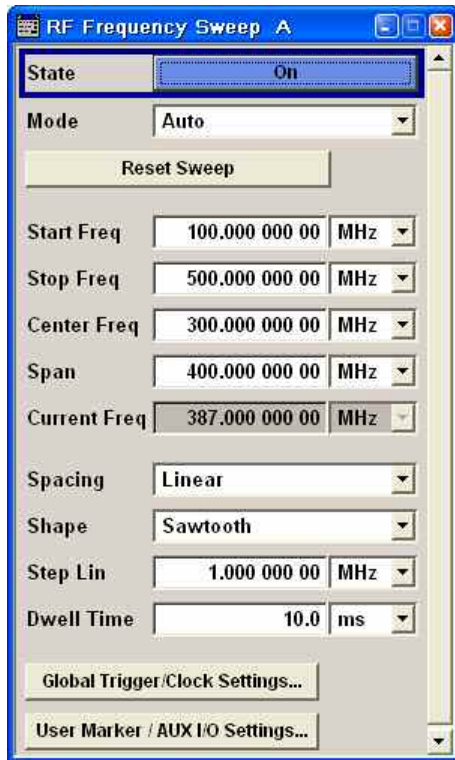 RF Frequency Sweep A
State On
Mode Auto
Reset Sweep
Start Freq 100.000 000 00 MHz
Stop Freq 500.000 000 00 MHz
Center Freq 300.000 000 00 MHz
Span 400.000 000 00 MHz
Current Freq 387.000 000 00 MHz
Spacing Linear
Shape Sawtooth
Step Lin 1.000 000 00 MHz
Dwell Time 10.0 ms
Global Trigger/Clock Settings...
User Marker / AUX I/O Settings...